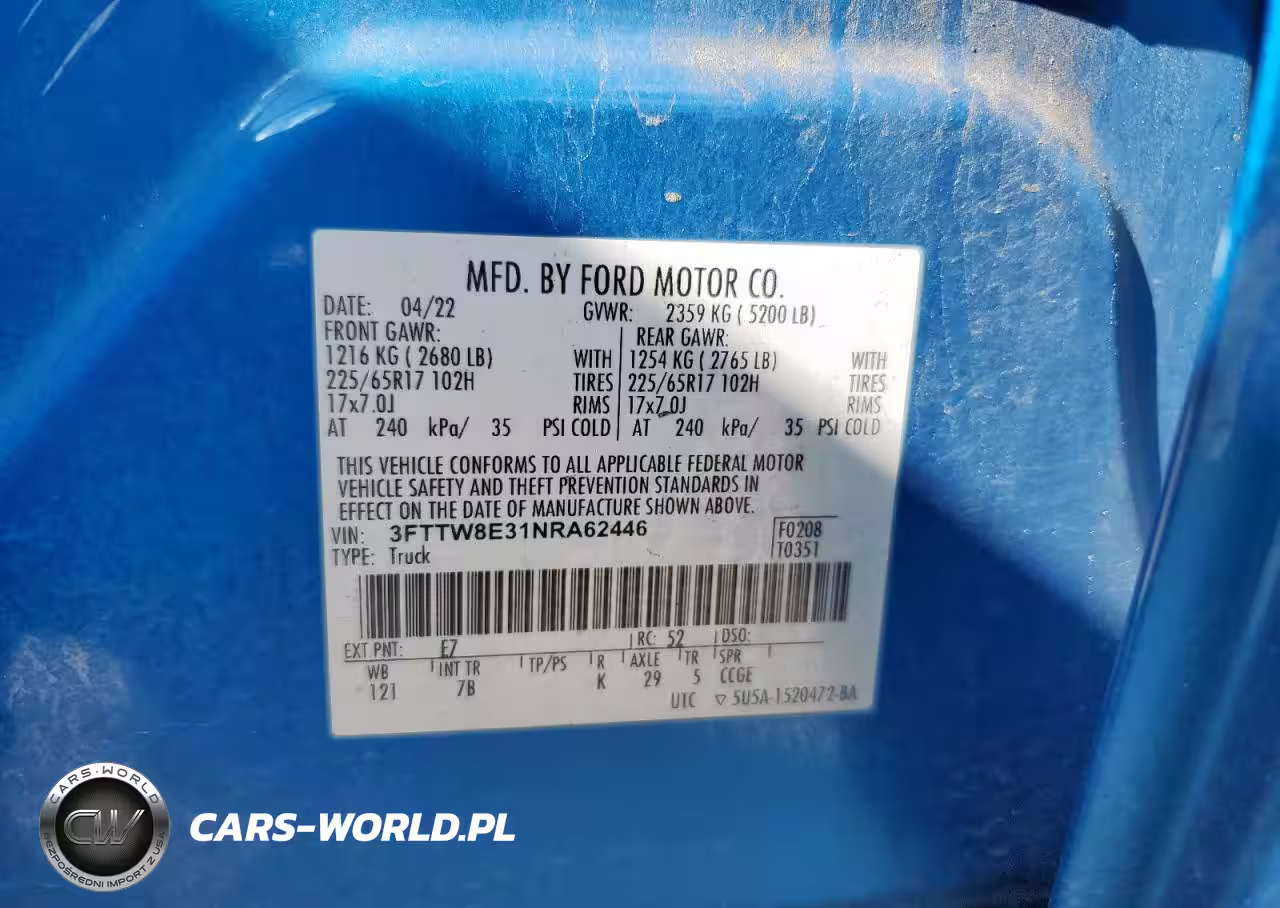 MFD. BY FORD MOTOR CO.
DATE: 04/22 GVWR: 2359 KG ( 5200 LB)
FRONT GAWR: REAR GAWR:
1216 KG ( 2680 LB) WITH 1254 KG ( 2765 LB) WITH
225/65R17 102H TIRES 225/65R17 102H TIRES
17x7.0J RIMS 17x7.0J RIMS
AT 240 kPa/ 35 PSI COLD AT 240 kPa/ 35 PSI COLD
THIS VEHICLE CONFORMS TO ALL APPLICABLE FEDERAL MOTOR
VEHICLE SAFETY AND THEFT PREVENTION STANDARDS IN
EFFECT ON THE DATE OF MANUFACTURE SHOWN ABOVE.
VIN: 3FTTW8E31NRA62446 F0208
TYPE: Truck T0351
EXT PNT: E7 RC: 52 DSO:
WB INT TR TP/PS R AXLE TR SPR
121 7B K 29 5 CCGE
UTC ▽ 5U5A-1520472-BA
CARS-WORLD
CW
BEZPOŚREDNI IMPORT Z USA
CARS-WORLD.PL